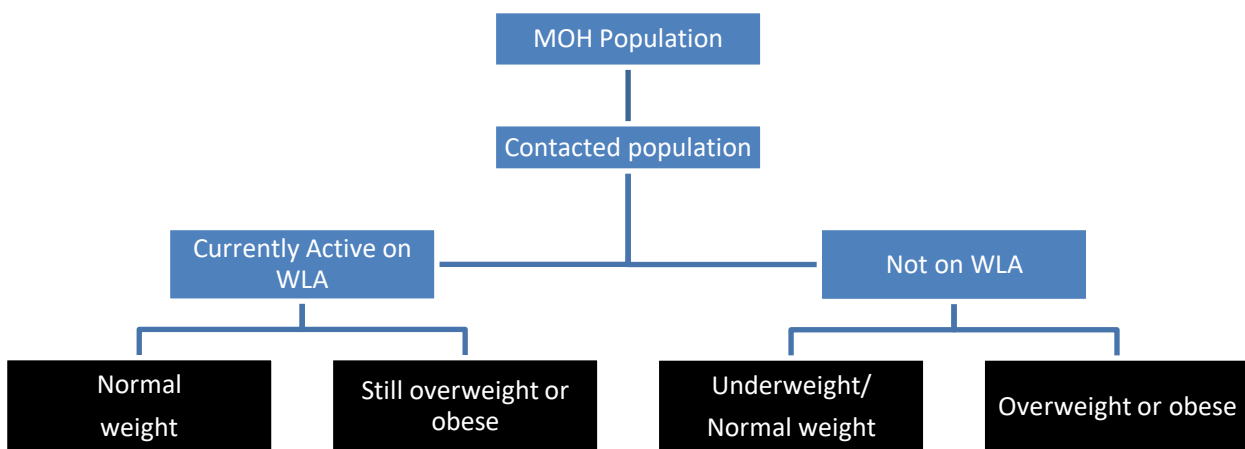 MOH Population
Contacted population
Currently Active on
WLA
Not on WLA
Normal
weight
Still overweight or
obese
Underweight/
Normal weight
Overweight or obese